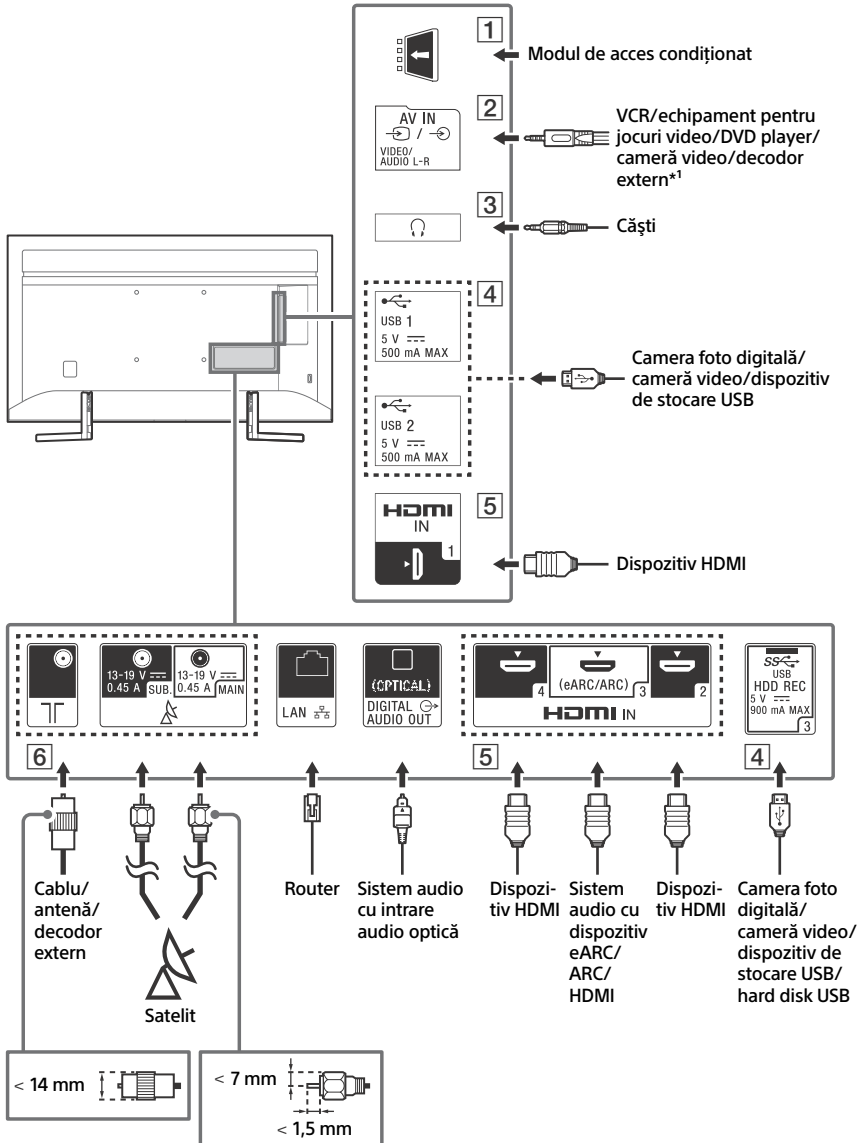 1
Modul de acces condiționat
2
AV IN
/
VIDEO/
AUDIO L-R
VCR/echipament pentru
jocuri video/DVD player/
cameră video/decodor
extern*1
3
Căști
4
USB 1
5 V
500 mA MAX
USB 2
5 V
500 mA MAX
Camera foto digitală/
cameră video/dispozitiv
de stocare USB
5
HDMI
IN
1
Dispozitiv HDMI
13-19 V
0.45 A SUB.
13-19 V
0.45 A MAIN
LAN
(OPTICAL)
DIGITAL
AUDIO OUT
4
(eARC/ARC) 3
2
HDMI IN
SS
USB
HDD REC
5 V
900 mA MAX
3
6
5
4
Cablu/
antenă/
decodor
extern
Satelit
Router
Sistem audio
cu intrare
audio optică
Dispozi-
tiv HDMI
Sistem
audio cu
dispozitiv
eARC/
ARC/
HDMI
Dispozi-
tiv HDMI
Camera foto
digitală/
cameră video/
dispozitiv de
stocare USB/
hard disk USB
< 14 mm
< 7 mm
< 1,5 mm